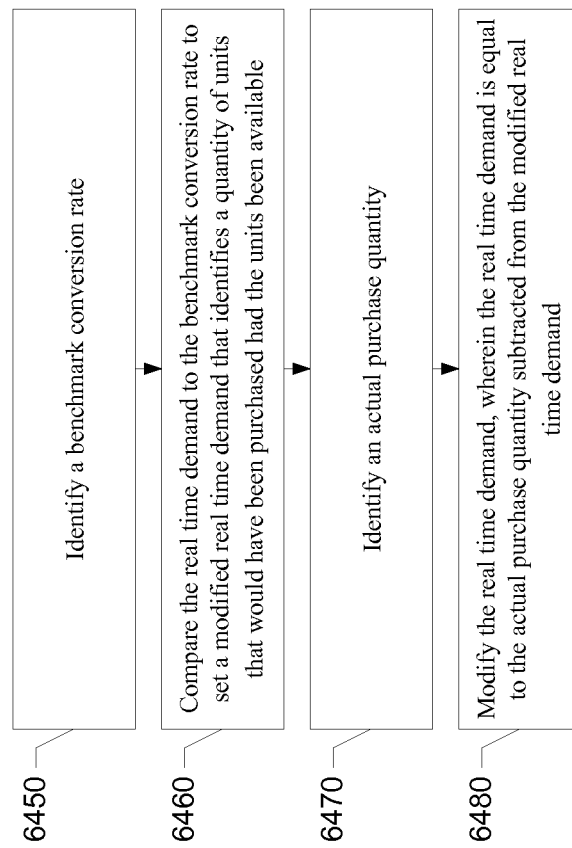 6450
Identify a benchmark conversion rate
6460
Compare the real time demand to the benchmark conversion rate to
set a modified real time demand that identifies a quantity of units
that would have been purchased had the units been available
6470
Identify an actual purchase quantity
6480
Modify the real time demand, wherein the real time demand is equal
to the actual purchase quantity subtracted from the modified real
time demand